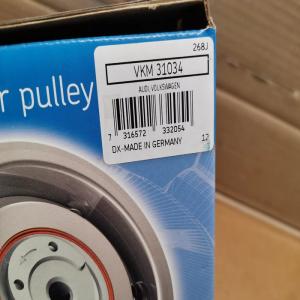 268J
VKM 31034
r pulley
AUDI, VOLKSWAGEN
7 316572 332054
DX-MADE IN GERMANY 12